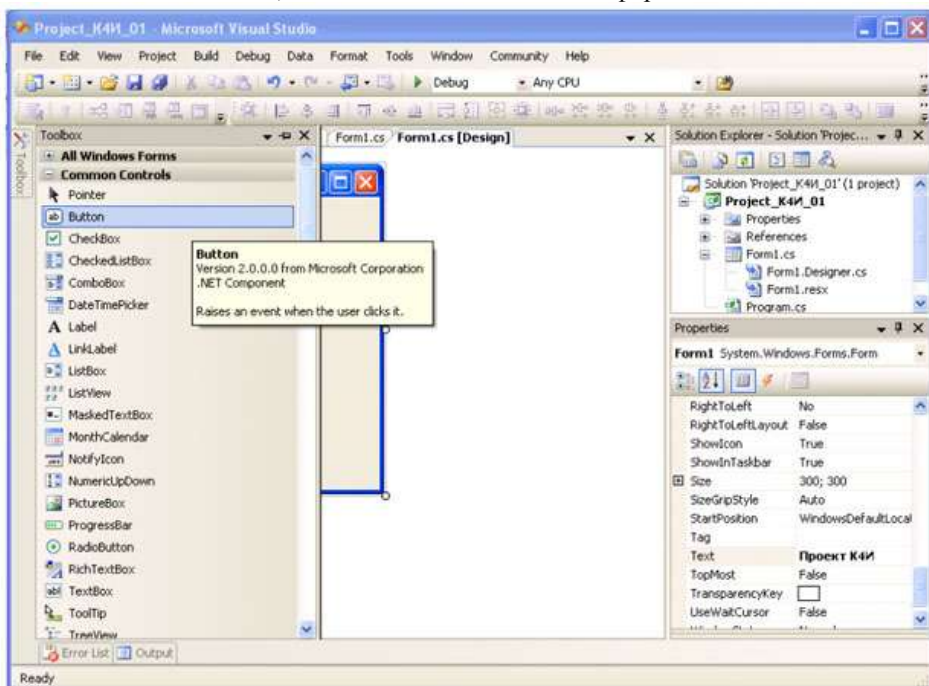 Project_K4И_01 - Microsoft Visual Studio
File Edit View Project Build Debug Data Format Tools Window Community Help
Debug Any CPU
Toolbox
Toolbox
All Windows Forms
Common Controls
Pointer
Button
CheckBox
CheckedListBox
ComboBox
DateTimePicker
Label
LinkLabel
ListBox
ListView
MaskedTextBox
MonthCalendar
NotifyIcon
NumericUpDown
PictureBox
ProgressBar
RadioButton
RichTextBox
TextBox
ToolTip
TreeView
Button
Version 2.0.0.0 from Microsoft Corporation
.NET Component
Raises an event when the user clicks it.
Form1.cs Form1.cs [Design]
Solution Explorer - Solution 'Projec...
Solution 'Project_K4И_01' (1 project)
Project_K4И_01
Properties
References
Form1.cs
Form1.Designer.cs
Form1.resx
Program.cs
Properties
Form1 System.Windows.Forms.Form
RightToLeft No
RightToLeftLayout False
ShowIcon True
ShowInTaskbar True
Size 300; 300
SizeGripStyle Auto
StartPosition WindowsDefaultLocat
Tag
Text Проект К4И
TopMost False
TransparencyKey
UseWaitCursor False
Error List Output
Ready